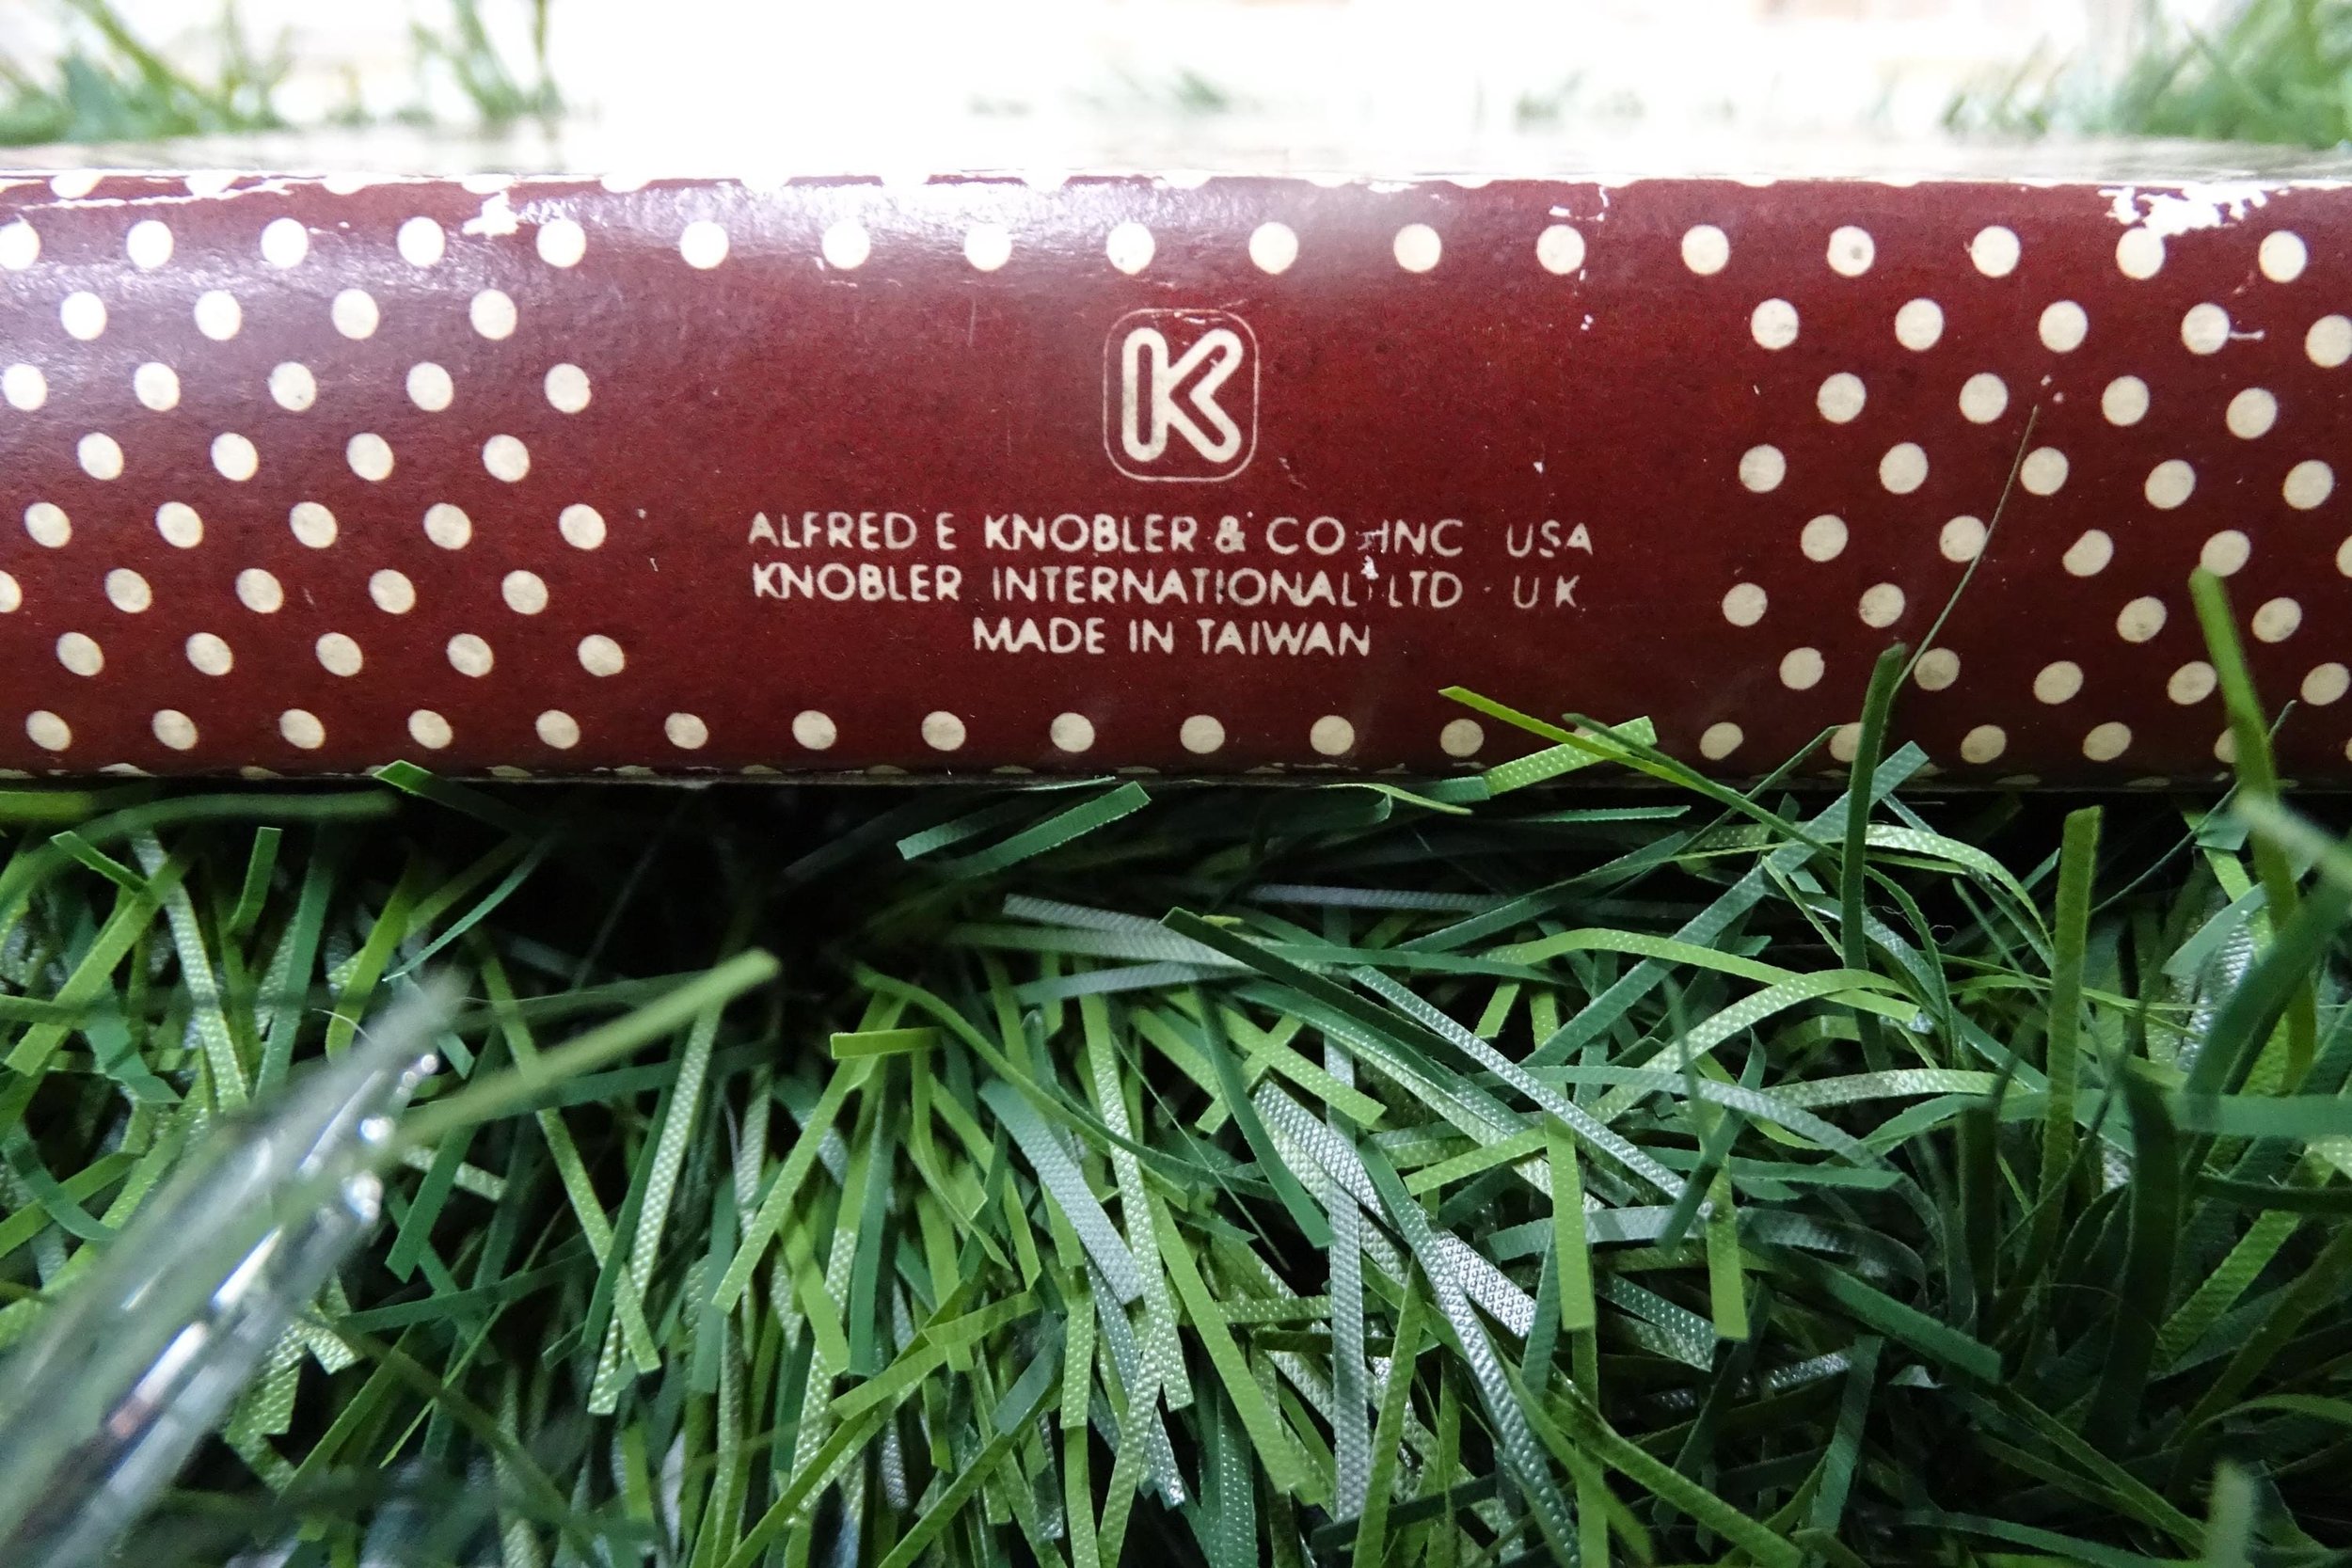 K
ALFRED E KNOBLER & CO INC USA
KNOBLER INTERNATIONAL LTD · U K
MADE IN TAIWAN